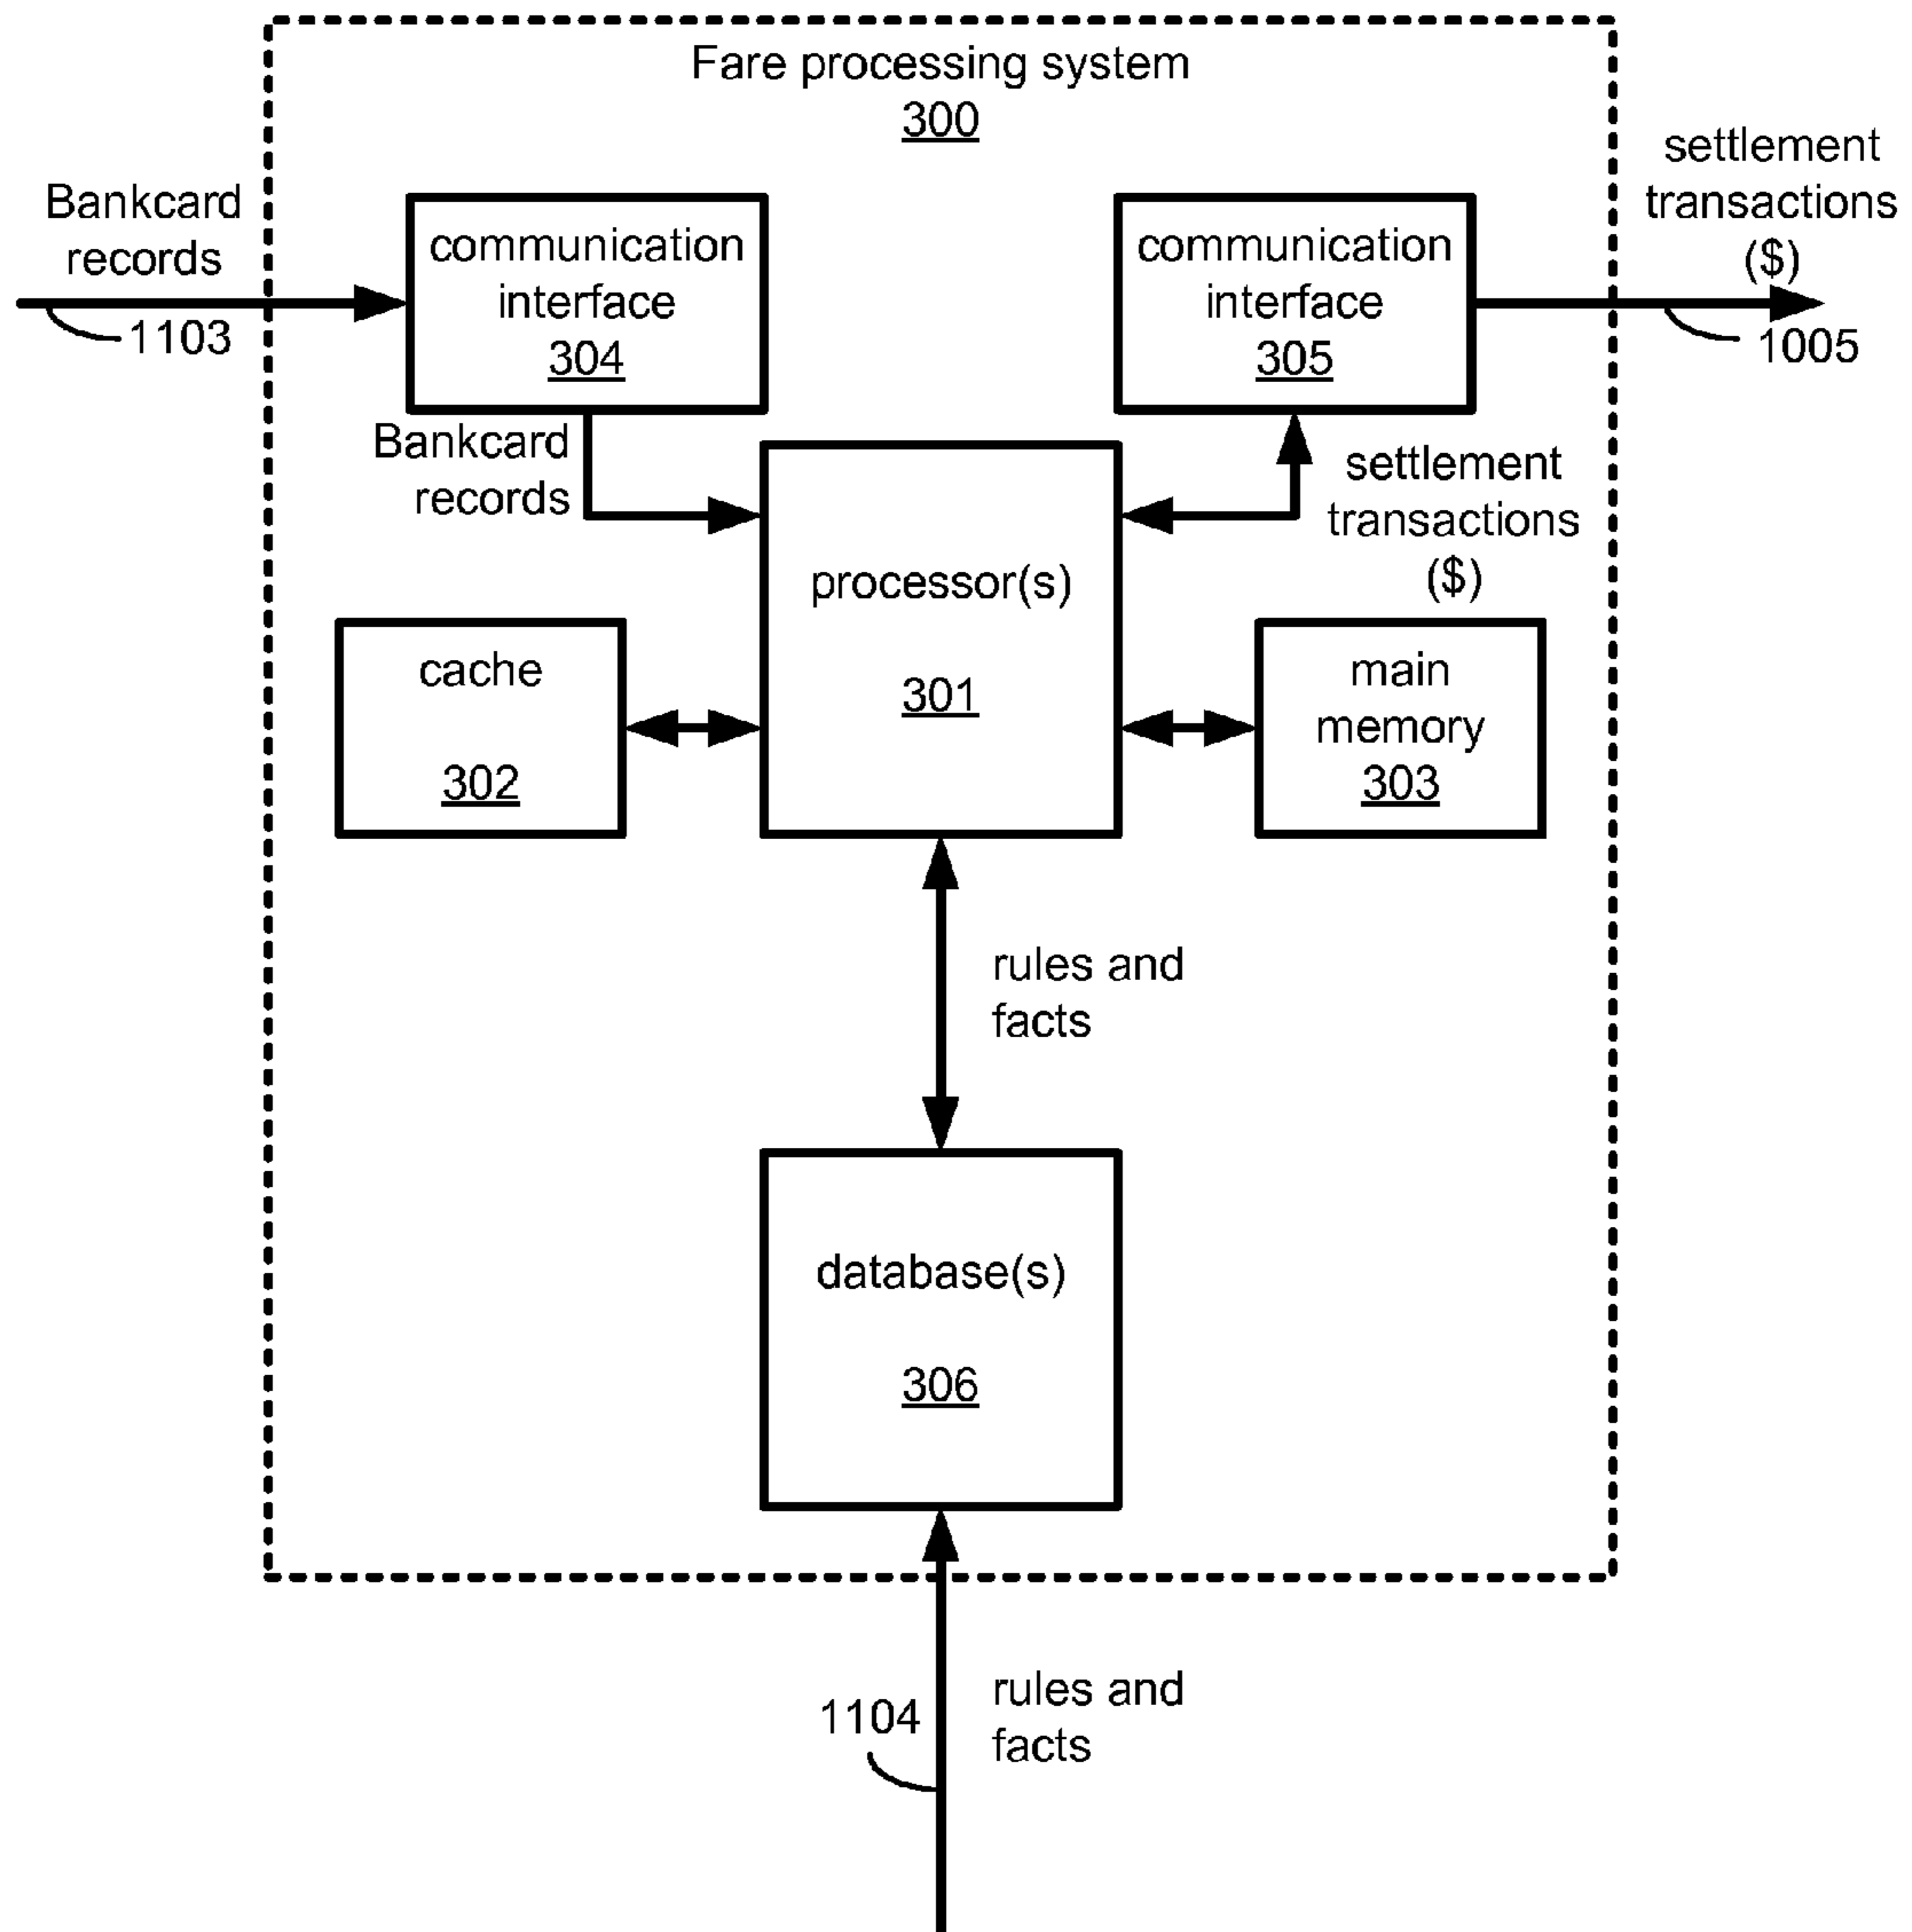 Fare processing system
300
Bankcard
records
1103
communication
interface
304
communication
interface
305
settlement
transactions
($)
1005
Bankcard
records
settlement
transactions
($)
processor(s)
301
cache
302
main
memory
303
rules and
facts
database(s)
306
1104
rules and
facts